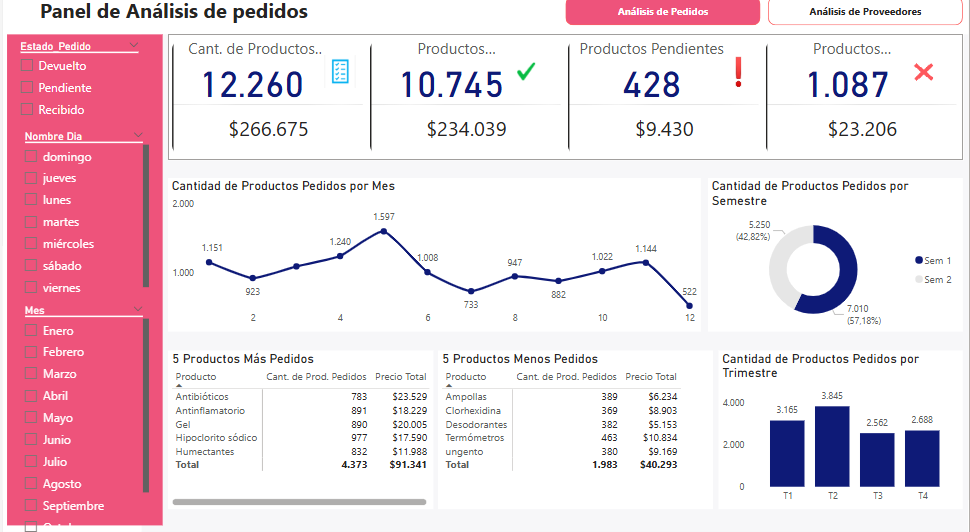 Panel de Análisis de pedidos
Análisis de Pedidos
Análisis de Proveedores
Estado Pedido
Devuelto
Pendiente
Recibido
Nombre Dia
domingo
jueves
lunes
martes
miércoles
sábado
viernes
Mes
Enero
Febrero
Marzo
Abril
Mayo
Junio
Julio
Agosto
Septiembre
Cant. de Productos..
12.260
$266.675
Productos...
10.745
$234.039
Productos Pendientes
428
$9.430
Productos...
1.087
$23.206
Cantidad de Productos Pedidos por Mes
2.000
1.000
1.151
923
1.240
1.597
1.008
733
947
882
1.022
1.144
522
2 4 6 8 10 12
Cantidad de Productos Pedidos por
Semestre
5.250
(42,82%)
7.010
(57,18%)
Sem 1
Sem 2
5 Productos Más Pedidos
Producto Cant. de Prod. Pedidos Precio Total
Antibióticos 783 $23.529
Antinflamatorio 891 $18.229
Gel 890 $20.005
Hipoclorito sódico 977 $17.590
Humectantes 832 $11.988
Total 4.373 $91.341
5 Productos Menos Pedidos
Producto Cant. de Prod. Pedidos Precio Total
Ampollas 389 $6.234
Clorhexidina 369 $8.903
Desodorantes 382 $5.153
Termómetros 463 $10.834
ungento 380 $9.169
Total 1.983 $40.293
Cantidad de Productos Pedidos por
Trimestre
4.000
2.000
0
3.165
3.845
2.562
2.688
T1 T2 T3 T4